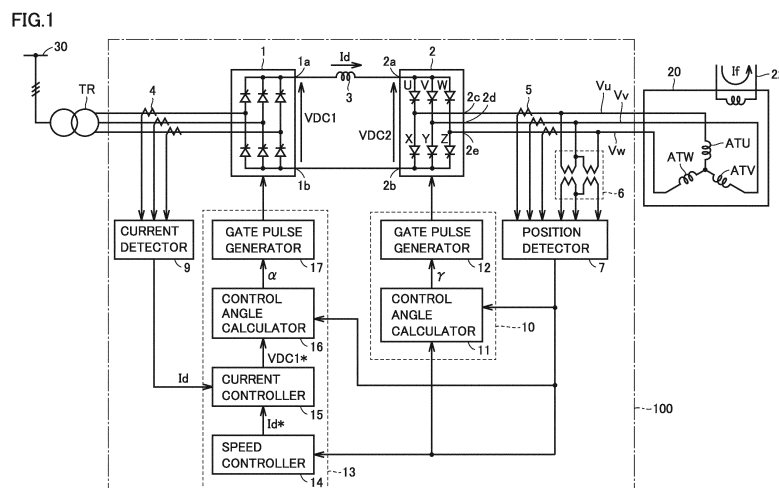 FIG.1
30
TR
4
1
1a
Id
3
2a
2
U V W
2c
2d
2e
X Y Z
VDC1
VDC2
1b
2b
5
Vu
Vv
Vw
6
20
If
ATU
ATW
ATV
CURRENT
DETECTOR
9
GATE PULSE
GENERATOR
17
α
GATE PULSE
GENERATOR
12
γ
POSITION
DETECTOR
7
CONTROL
ANGLE
CALCULATOR
16
CONTROL
ANGLE
CALCULATOR
11
10
VDC1*
Id
CURRENT
CONTROLLER
15
Id*
SPEED
CONTROLLER
14
13
100